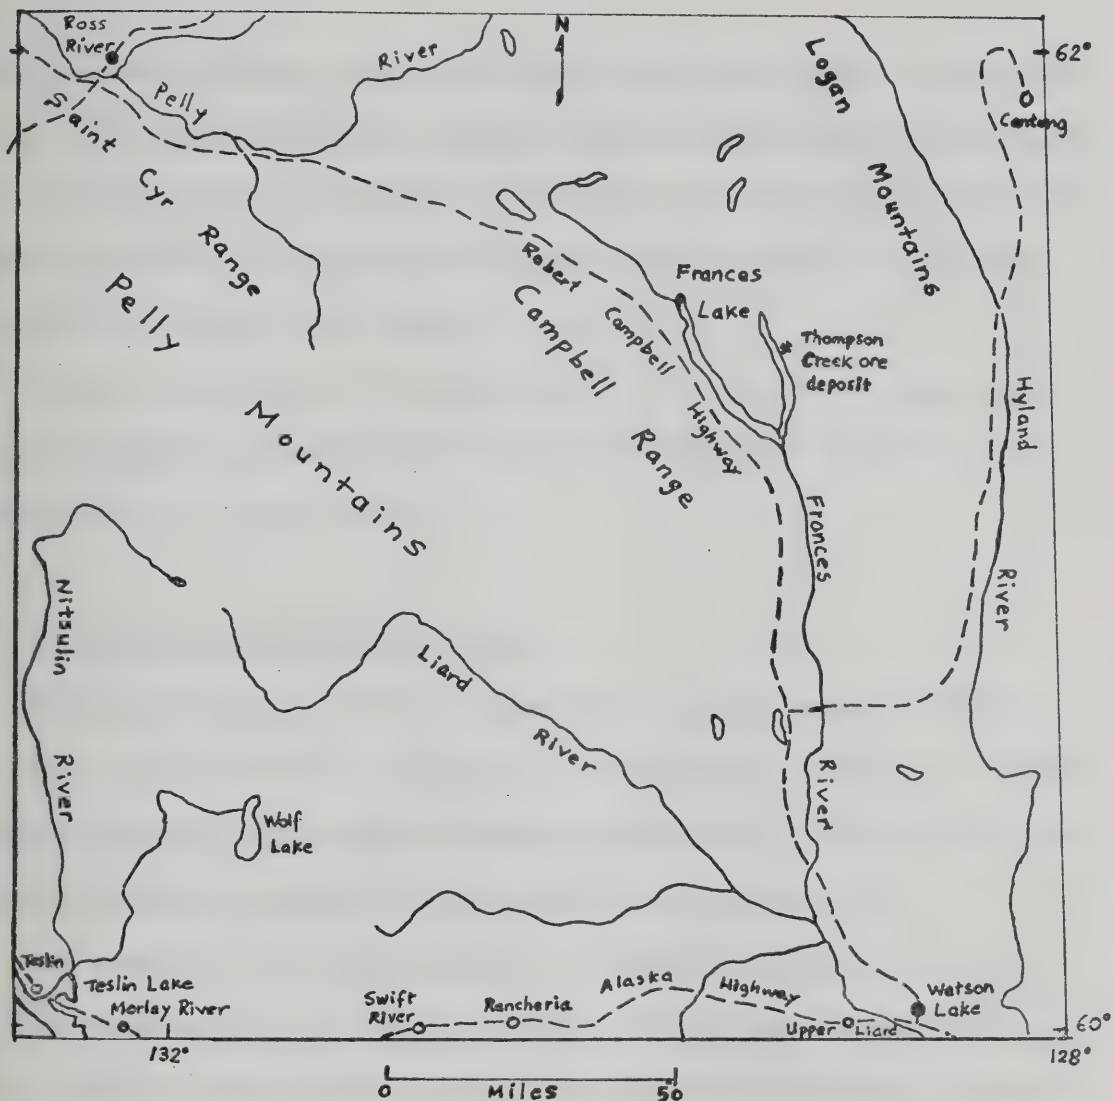 Ross
River
N
62°
River
Logan
Cantung
Pelly
Saint
Cyr
Range
Mountains
Pelly
Robert
Campbell
Highway
Campbell
Range
Frances
Lake
* Thompson
Creek ore
deposit
Hyland
River
Mountains
Frances
River
Nitsulin
River
Liard
River
Wolf
Lake
Teslin
Teslin Lake
Morlay River
Swift
River
Rancheria
Alaska
Highway
Upper Liard
Watson
Lake
60°
132°
128°
0 Miles 50